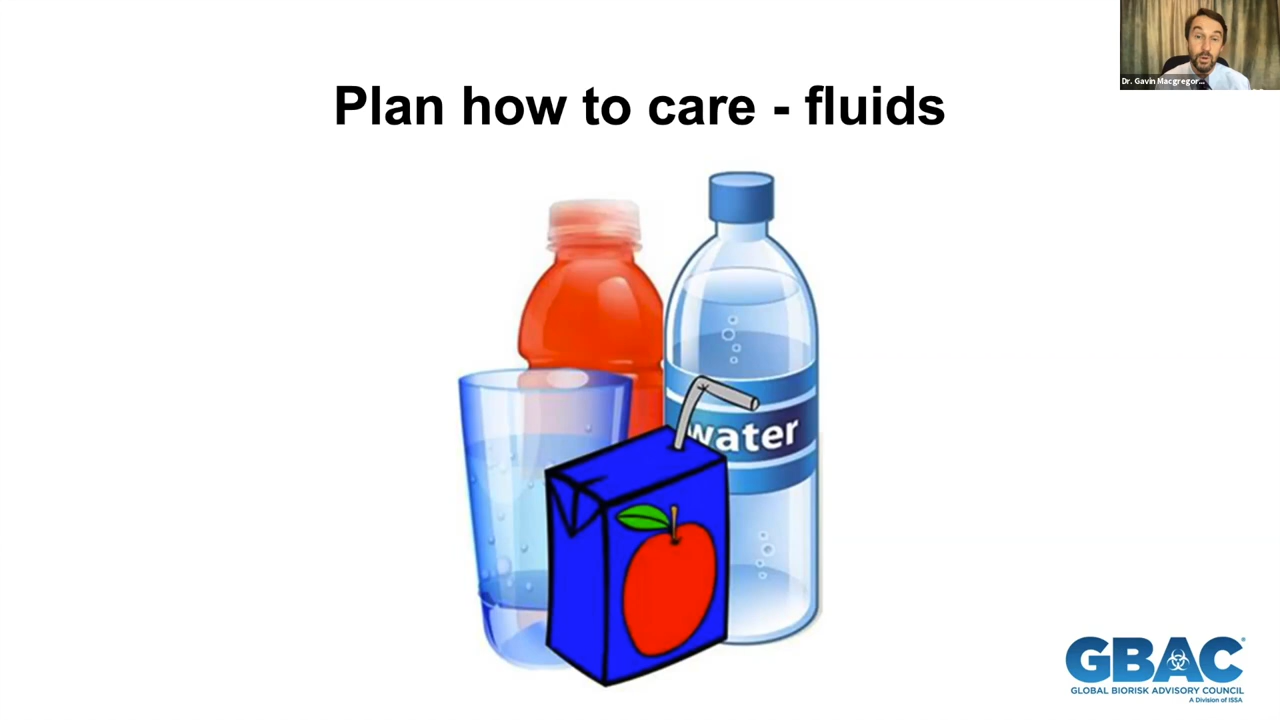 Dr. Gavin Macgregor...
Plan how to care - fluids
water
GBAC
GLOBAL BIORISK ADVISORY COUNCIL
A Division of ISSA